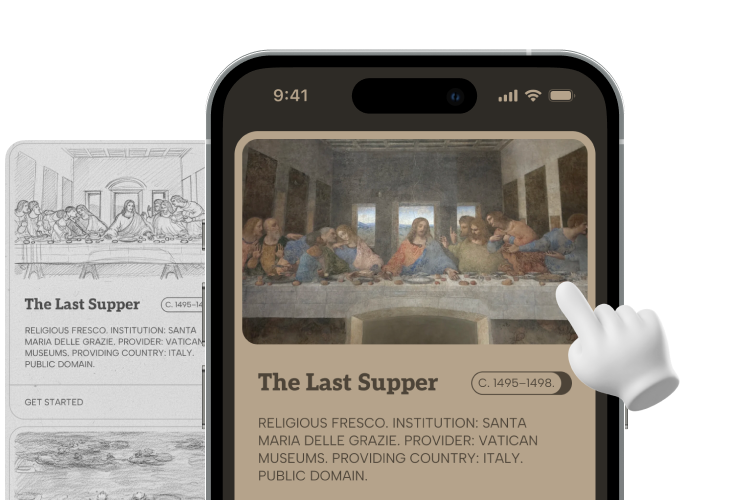 9:41
The Last Supper
C. 1495–1498.
RELIGIOUS FRESCO. INSTITUTION: SANTA
MARIA DELLE GRAZIE. PROVIDER: VATICAN
MUSEUMS. PROVIDING COUNTRY: ITALY.
PUBLIC DOMAIN.
The Last Supper
C. 1495–14
RELIGIOUS FRESCO. INSTITUTION: SANTA
MARIA DELLE GRAZIE. PROVIDER: VATICAN
MUSEUMS. PROVIDING COUNTRY: ITALY.
PUBLIC DOMAIN.
GET STARTED